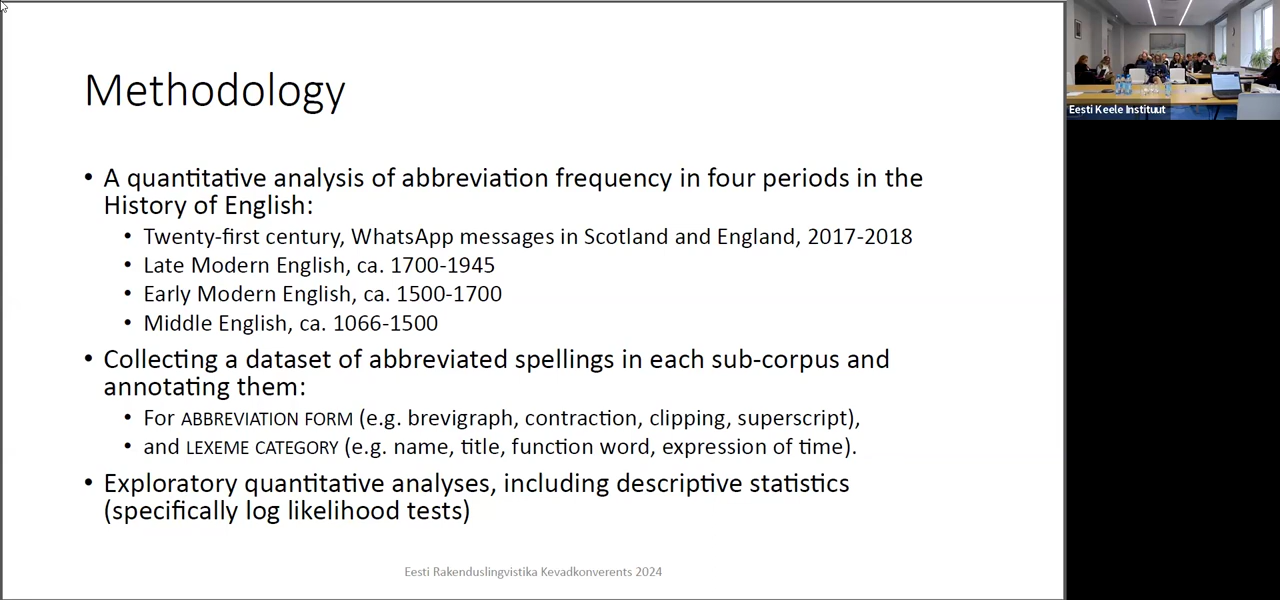 Methodology
• A quantitative analysis of abbreviation frequency in four periods in the
History of English:
• Twenty-first century, WhatsApp messages in Scotland and England, 2017-2018
• Late Modern English, ca. 1700-1945
• Early Modern English, ca. 1500-1700
• Middle English, ca. 1066-1500
• Collecting a dataset of abbreviated spellings in each sub-corpus and
annotating them:
• For ABBREVIATION FORM (e.g. brevigraph, contraction, clipping, superscript),
• and LEXEME CATEGORY (e.g. name, title, function word, expression of time).
• Exploratory quantitative analyses, including descriptive statistics
(specifically log likelihood tests)
Eesti Rakenduslingvistika Kevadkonverents 2024
Eesti Keele Instituut